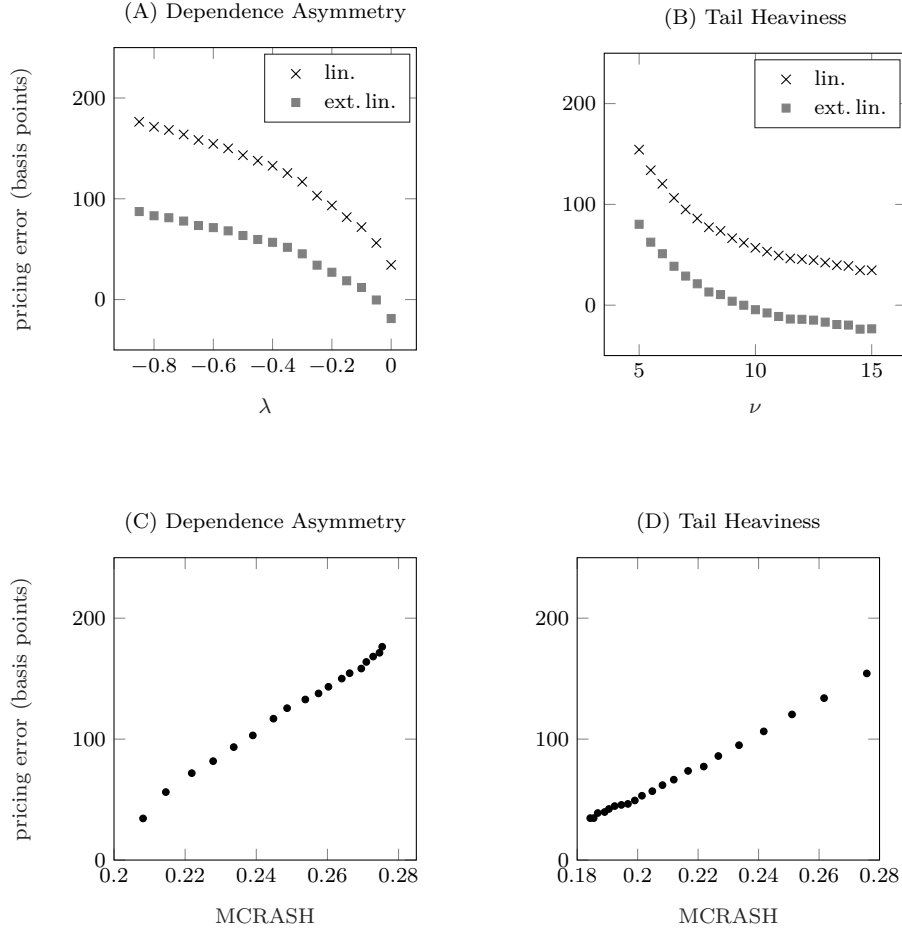 (A) Dependence Asymmetry
(B) Tail Heaviness
pricing error (basis points)
200
100
0
−0.8
−0.6
−0.4
−0.2
0
λ
lin.
ext. lin.
200
100
0
5
10
15
ν
lin.
ext. lin.
(C) Dependence Asymmetry
(D) Tail Heaviness
pricing error (basis points)
200
100
0
0.2
0.22
0.24
0.26
0.28
MCRASH
200
100
0
0.18
0.2
0.22
0.24
0.26
0.28
MCRASH